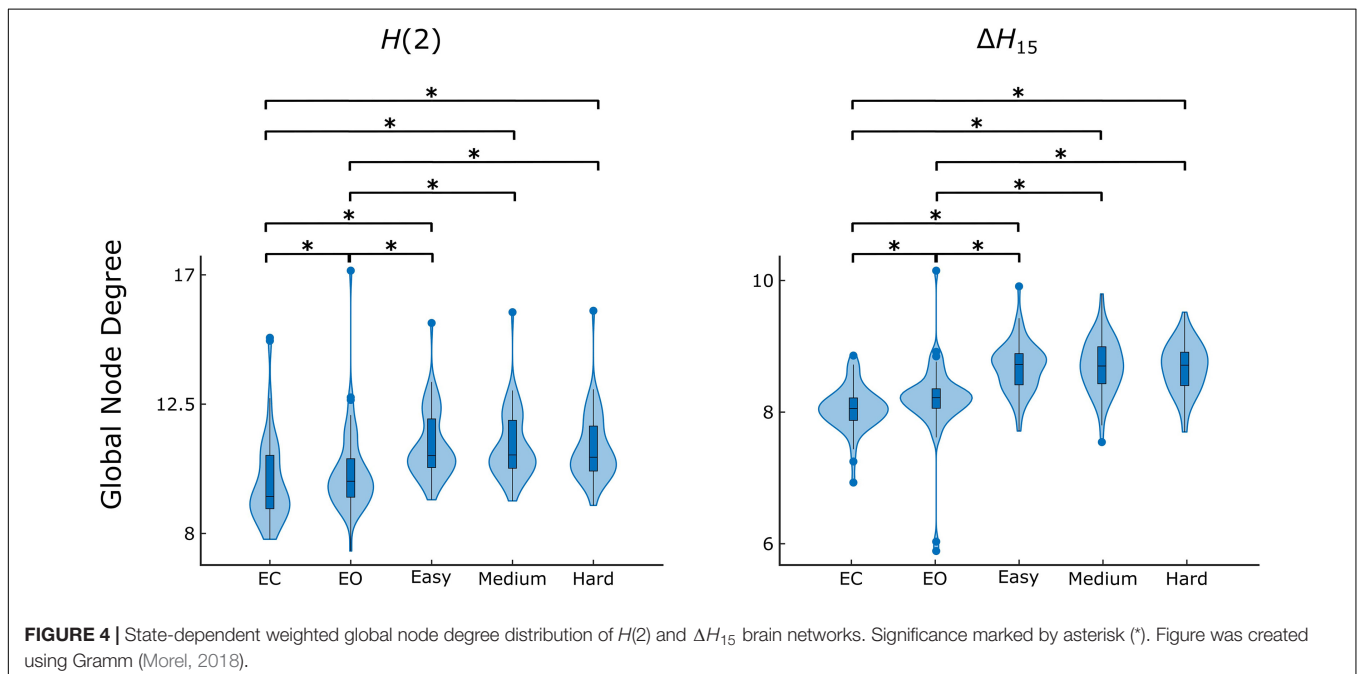 H(2)
ΔH₁₅
* *
* *
* *
* *
* *
* * * *
Global Node Degree
17
12.5
8
10
8
6
EC EO Easy Medium Hard
EC EO Easy Medium Hard
FIGURE 4 | State-dependent weighted global node degree distribution of H(2) and ΔH₁₅ brain networks. Significance marked by asterisk (*). Figure was created
using Gramm (Morel, 2018).